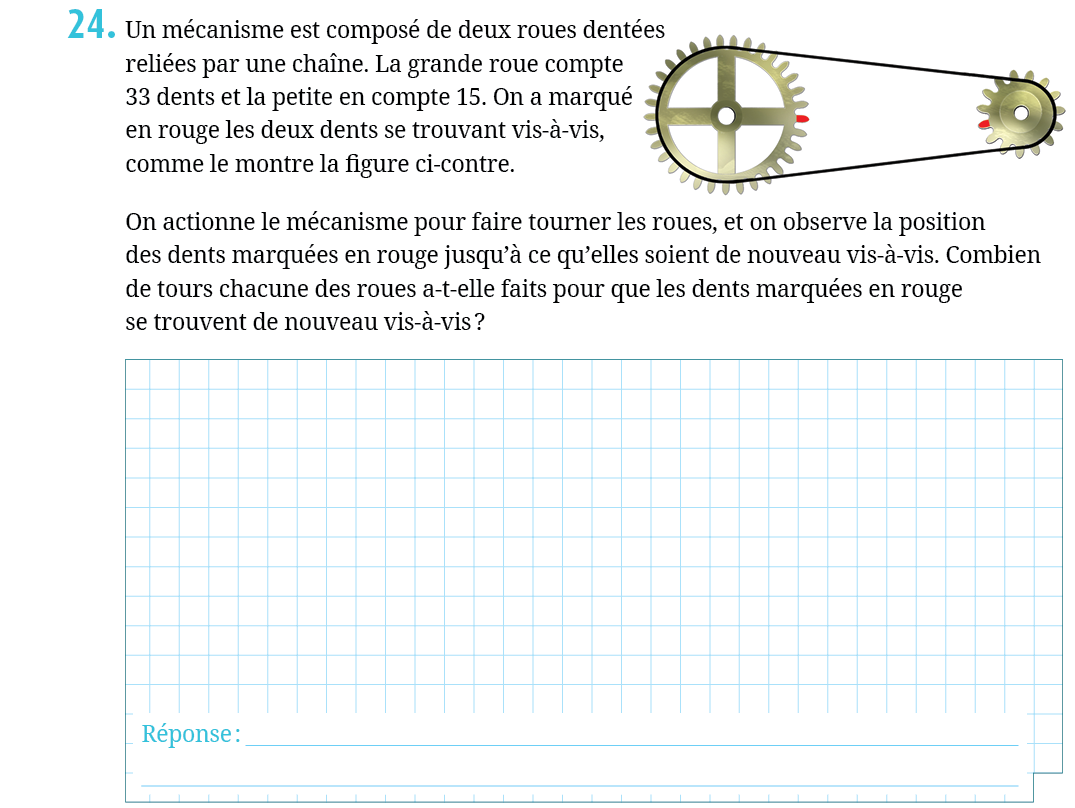 24. Un mécanisme est composé de deux roues dentées
reliées par une chaîne. La grande roue compte
33 dents et la petite en compte 15. On a marqué
en rouge les deux dents se trouvant vis-à-vis,
comme le montre la figure ci-contre.
On actionne le mécanisme pour faire tourner les roues, et on observe la position
des dents marquées en rouge jusqu’à ce qu’elles soient de nouveau vis-à-vis. Combien
de tours chacune des roues a-t-elle faits pour que les dents marquées en rouge
se trouvent de nouveau vis-à-vis ?
Réponse :